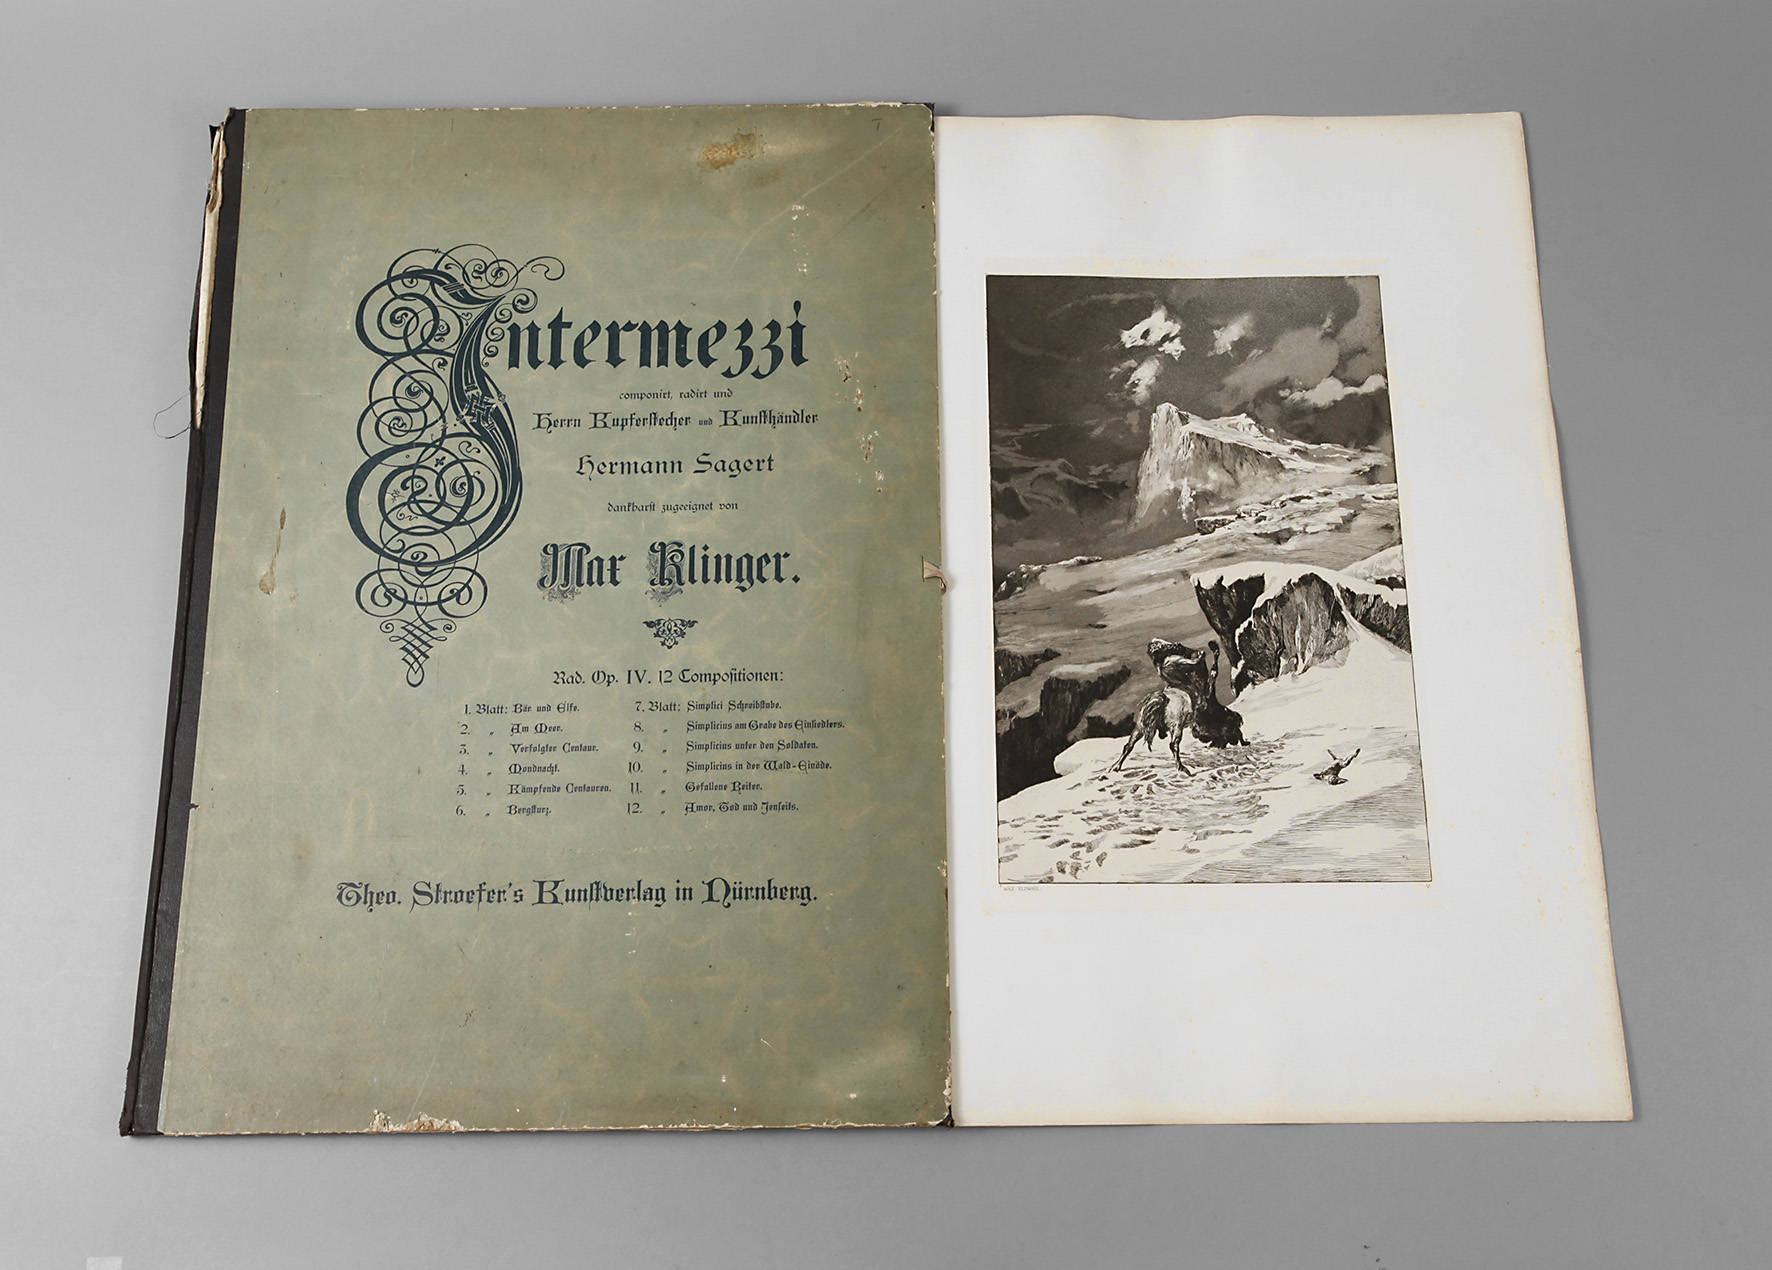 Intermezzi
componirt, radirt und
Herrn Kupferstecher und Kunsthändler
Hermann Sagert
dankbarst zugeeignet von
Max Klinger.
Rad. Op. IV. 12 Compositionen:
1. Blatt: Bär und Elfe.
2. „ Am Meer.
3. „ Verfolgter Centaur.
4. „ Mondnacht.
5. „ Kämpfende Centauren.
6. „ Bergsturz.
7. Blatt: Simplici Schreibstube.
8. „ Simplicius am Grabe des Einsiedlers.
9. „ Simplicius unter den Soldaten.
10. „ Simplicius in der Wald-Einöde.
11. „ Gefallene Reiter.
12. „ Amor, Tod und Jenseits.
Theo. Stroefer's Kunstverlag in Nürnberg.
MAX KLINGER.